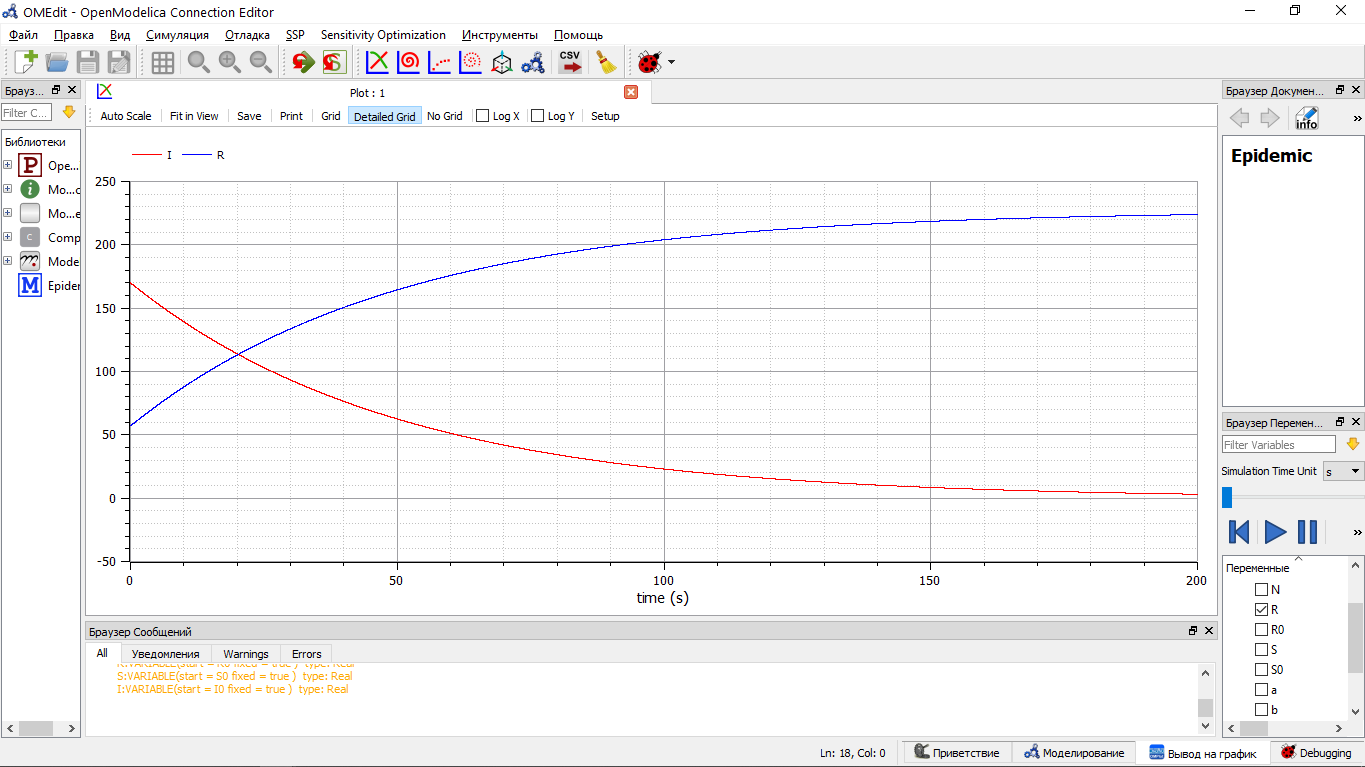 OMEdit - OpenModelica Connection Editor
Файл Правка Вид Симуляция Отладка SSP Sensitivity Optimization Инструменты Помощь
CSV
Брауз...
Filter C...
Библиотеки
P Ope...
i Mo...c
Mo...e
C Comp
Mode
M Epider
Plot : 1
Auto Scale Fit in View Save Print Grid Detailed Grid No Grid Log X Log Y Setup
I R
250
200
150
100
50
0
-50
0 50 100 150 200
time (s)
Браузер Сообщений
All Уведомления Warnings Errors
R:VARIABLE(start = R0 fixed = true ) type: Real
S:VARIABLE(start = S0 fixed = true ) type: Real
I:VARIABLE(start = I0 fixed = true ) type: Real
Браузер Докумен...
info »
Epidemic
Браузер Перемен...
Filter Variables
Simulation Time Unit s
»
Переменные
N
R
R0
S
S0
a
b
Ln: 18, Col: 0 Приветствие Моделирование Вывод на график Debugging